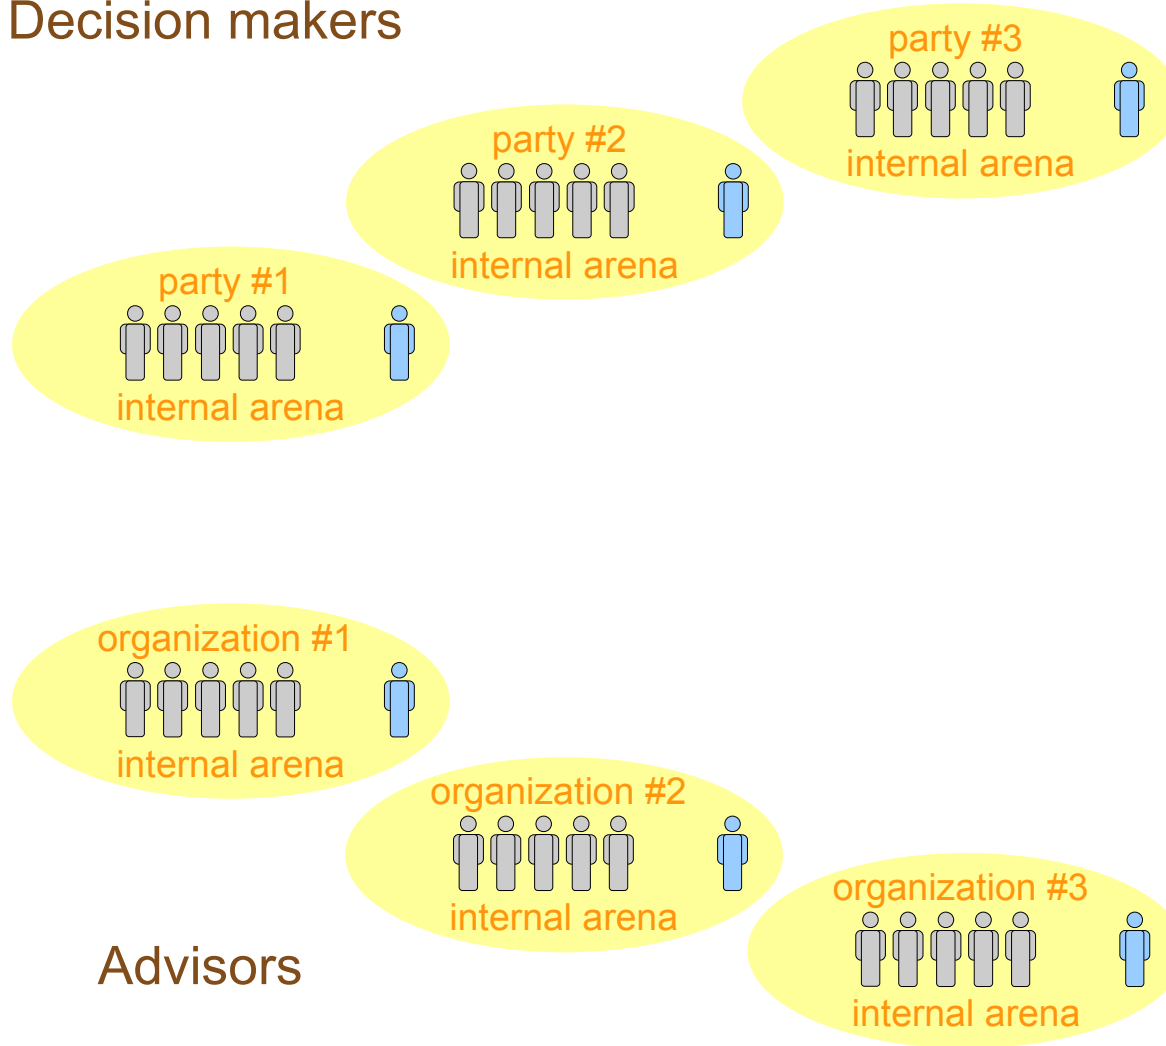 Decision makers
party #3
internal arena
party #2
internal arena
party #1
internal arena
organization #1
internal arena
organization #2
internal arena
organization #3
internal arena
Advisors